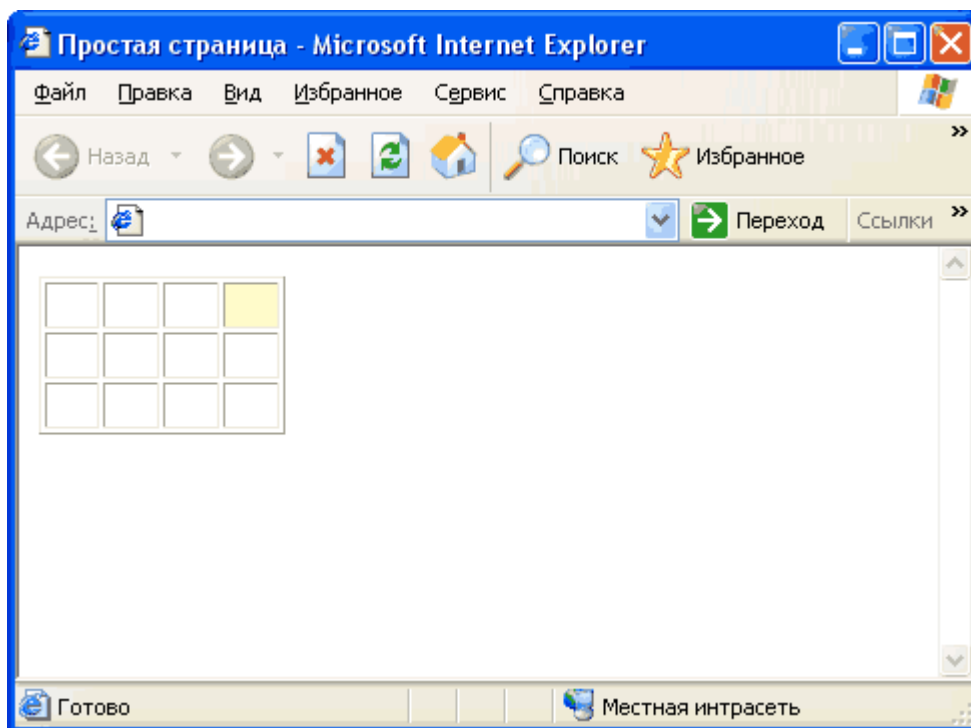 Простая страница - Microsoft Internet Explorer
Файл Правка Вид Избранное Сервис Справка
Назад Поиск Избранное »
Адрес: Переход Ссылки »
Готово Местная интрасеть